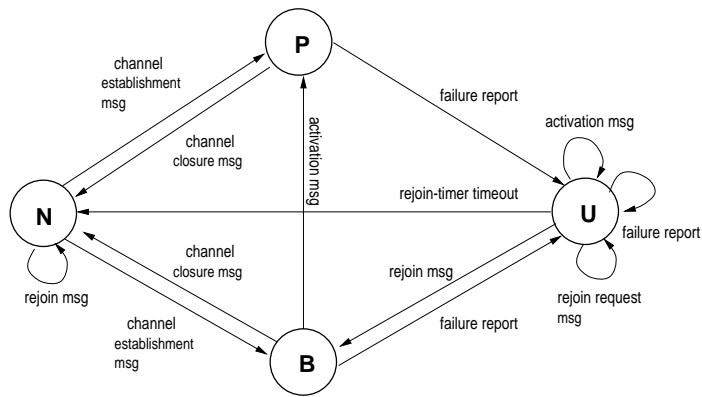 P
channel
establishment
msg
failure report
activation msg
channel
closure msg
activation msg
rejoin-timer timeout
N
U
failure report
channel
closure msg
rejoin msg
rejoin msg
rejoin request
msg
channel
establishment
msg
failure report
B